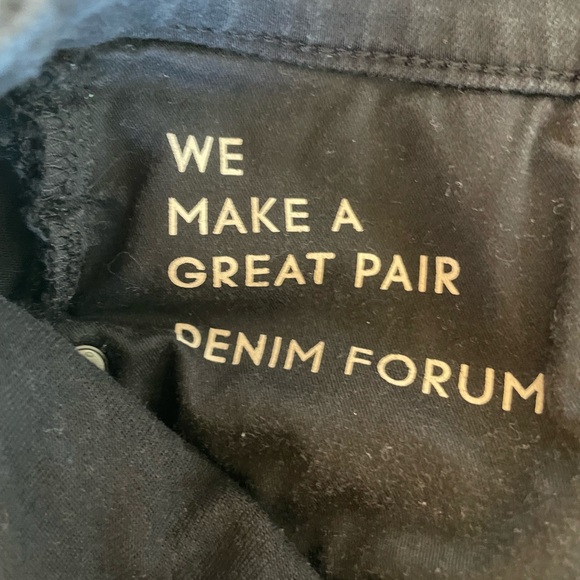 WE
MAKE A
GREAT PAIR
DENIM FORUM